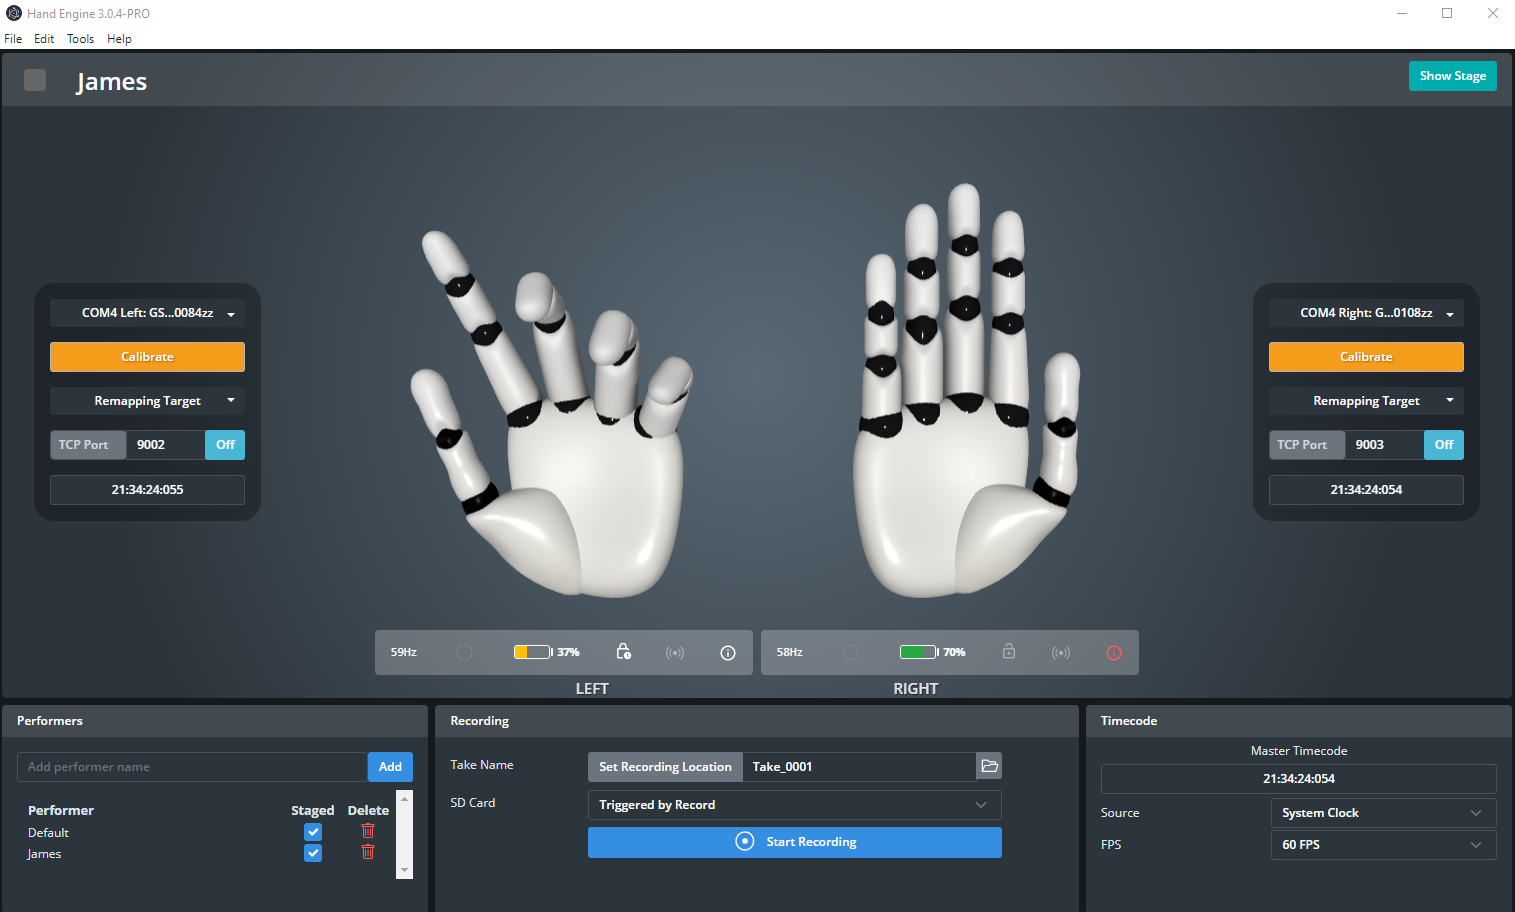 Hand Engine 3.0.4-PRO
File Edit Tools Help
James
Show Stage
COM4 Left: GS...0084zz
Calibrate
Remapping Target
TCP Port 9002 Off
21:34:24:055
COM4 Right: G...0108zz
Calibrate
Remapping Target
TCP Port 9003 Off
21:34:24:054
59Hz 37%
LEFT
58Hz 70%
RIGHT
Performers
Add performer name Add
Performer Staged Delete
Default
James
Recording
Take Name Set Recording Location Take_0001
SD Card Triggered by Record
Start Recording
Timecode
Master Timecode
21:34:24:054
Source System Clock
FPS 60 FPS